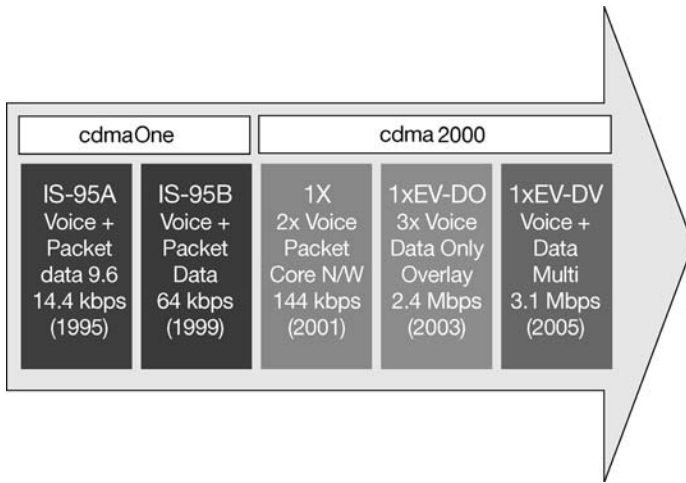 cdmaOne
cdma 2000
IS-95A
Voice +
Packet
data 9.6
14.4 kbps
(1995)
IS-95B
Voice +
Packet
Data
64 kbps
(1999)
1X
2x Voice
Packet
Core N/W
144 kbps
(2001)
1xEV-DO
3x Voice
Data Only
Overlay
2.4 Mbps
(2003)
1xEV-DV
Voice +
Data
Multi
3.1 Mbps
(2005)